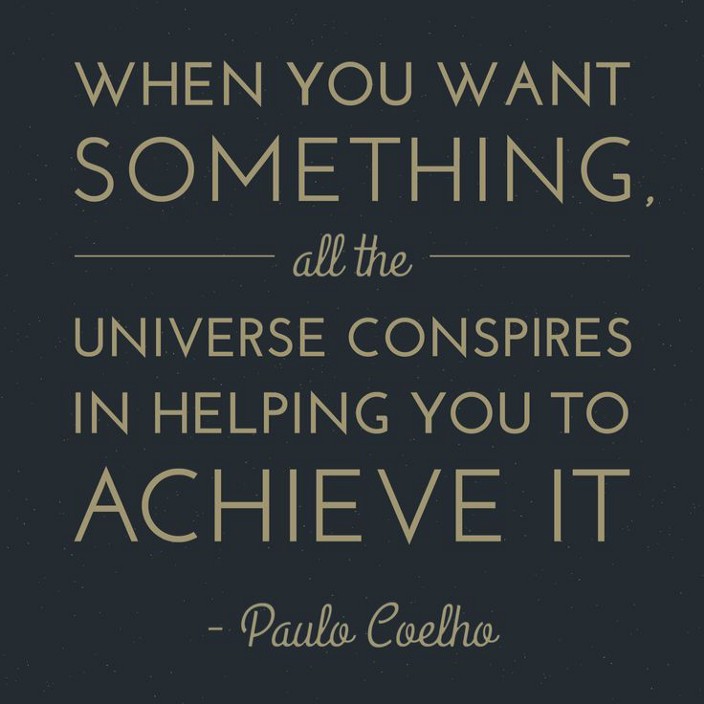 WHEN YOU WANT
SOMETHING,
all the
UNIVERSE CONSPIRES
IN HELPING YOU TO
ACHIEVE IT
- Paulo Coelho